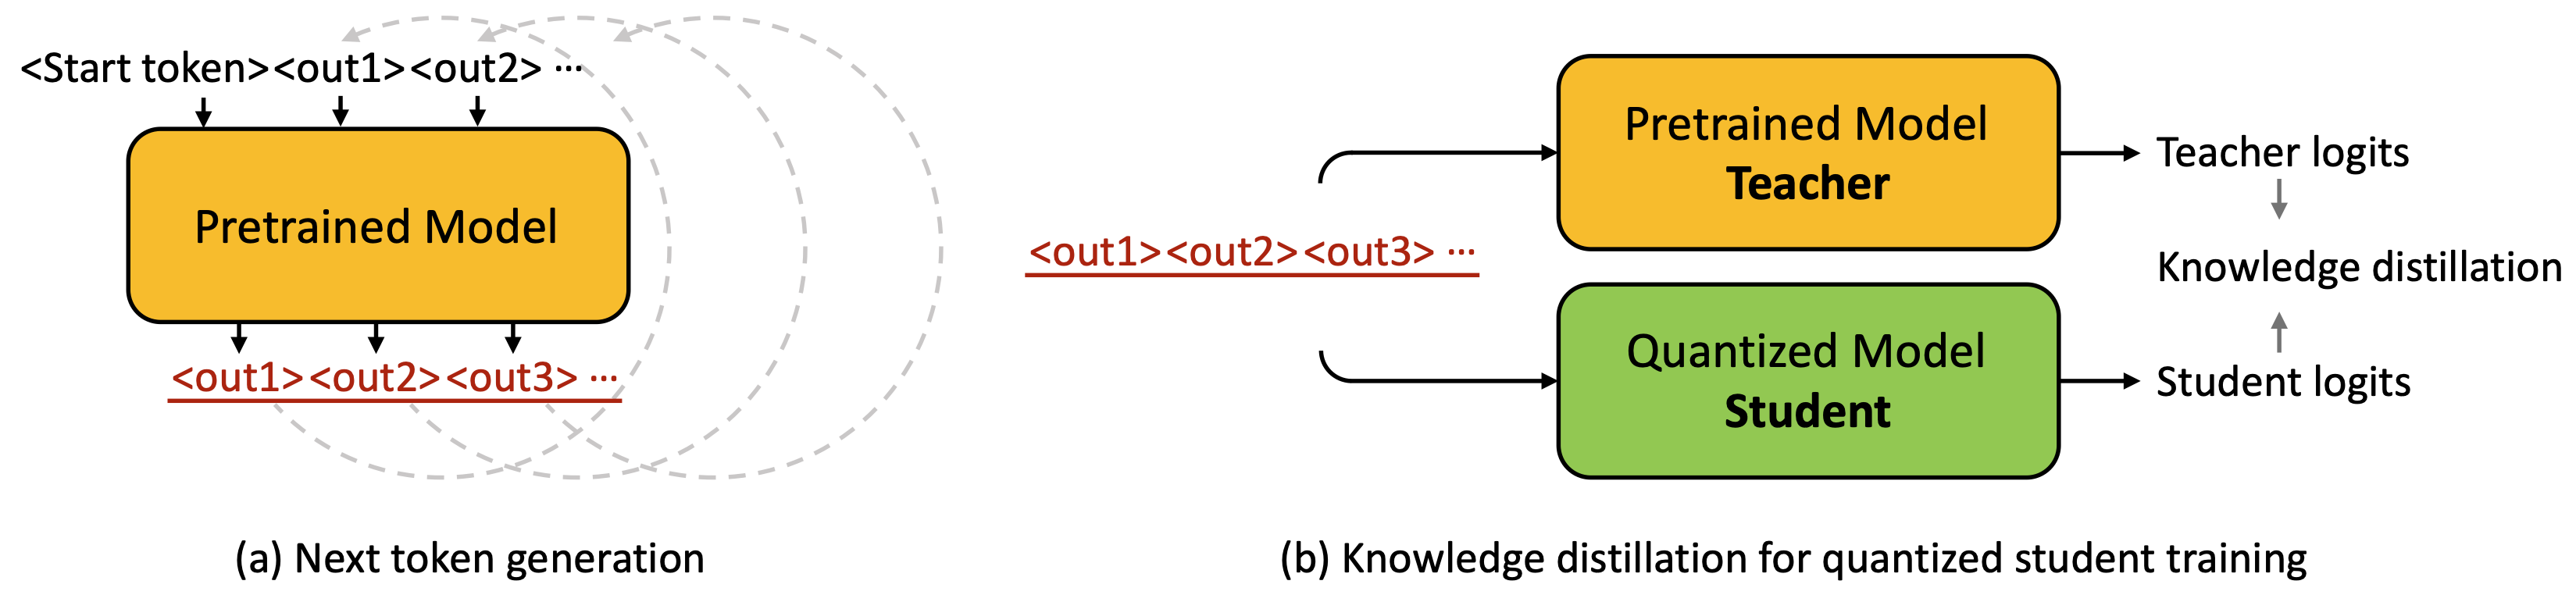 <Start token><out1><out2> ...
Pretrained Model
<out1><out2><out3> ...
(a) Next token generation
<out1><out2><out3> ...
Pretrained Model
Teacher
Quantized Model
Student
Teacher logits
Knowledge distillation
Student logits
(b) Knowledge distillation for quantized student training